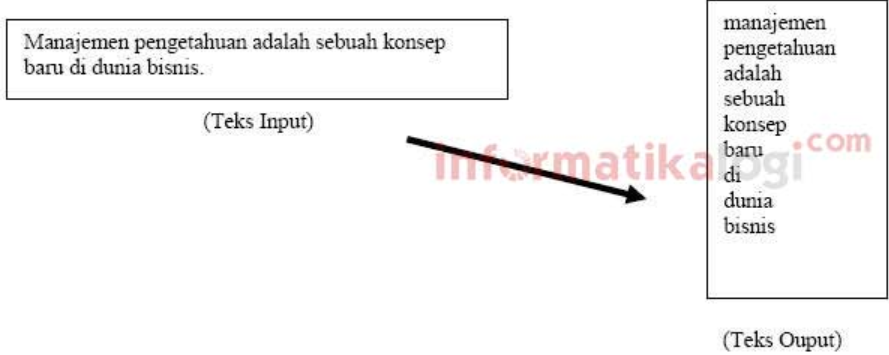 Manajemen pengetahuan adalah sebuah konsep
baru di dunia bisnis.
(Teks Input)
informatikalogi.com
manajemen
pengetahuan
adalah
sebuah
konsep
baru
di
dunia
bisnis
(Teks Ouput)